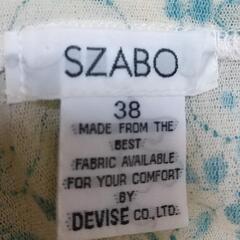 SZABO
38
MADE FROM THE
BEST
FABRIC AVAILABLE
FOR YOUR COMFORT
BY
DEVISE CO.,LTD.